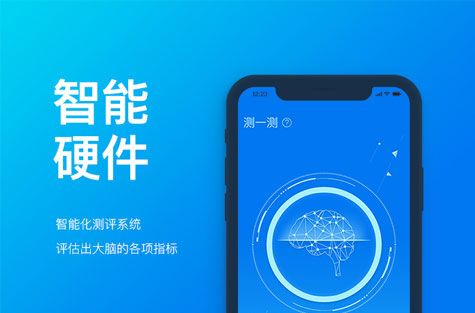 智能
硬件
智能化测评系统
评估出大脑的各项指标
12:23
测一测 ?